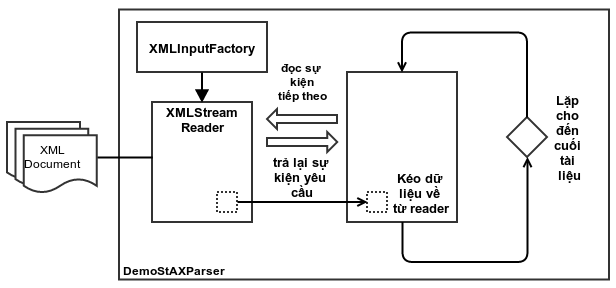 XMLInputFactory
đọc sự
kiện
tiếp theo
XMLStream
Reader
XML
Document
trả lại sự
kiện yêu
cầu
Kéo dữ
liệu về
từ reader
Lặp
cho
đến
cuối
tài
liệu
DemoStAXParser